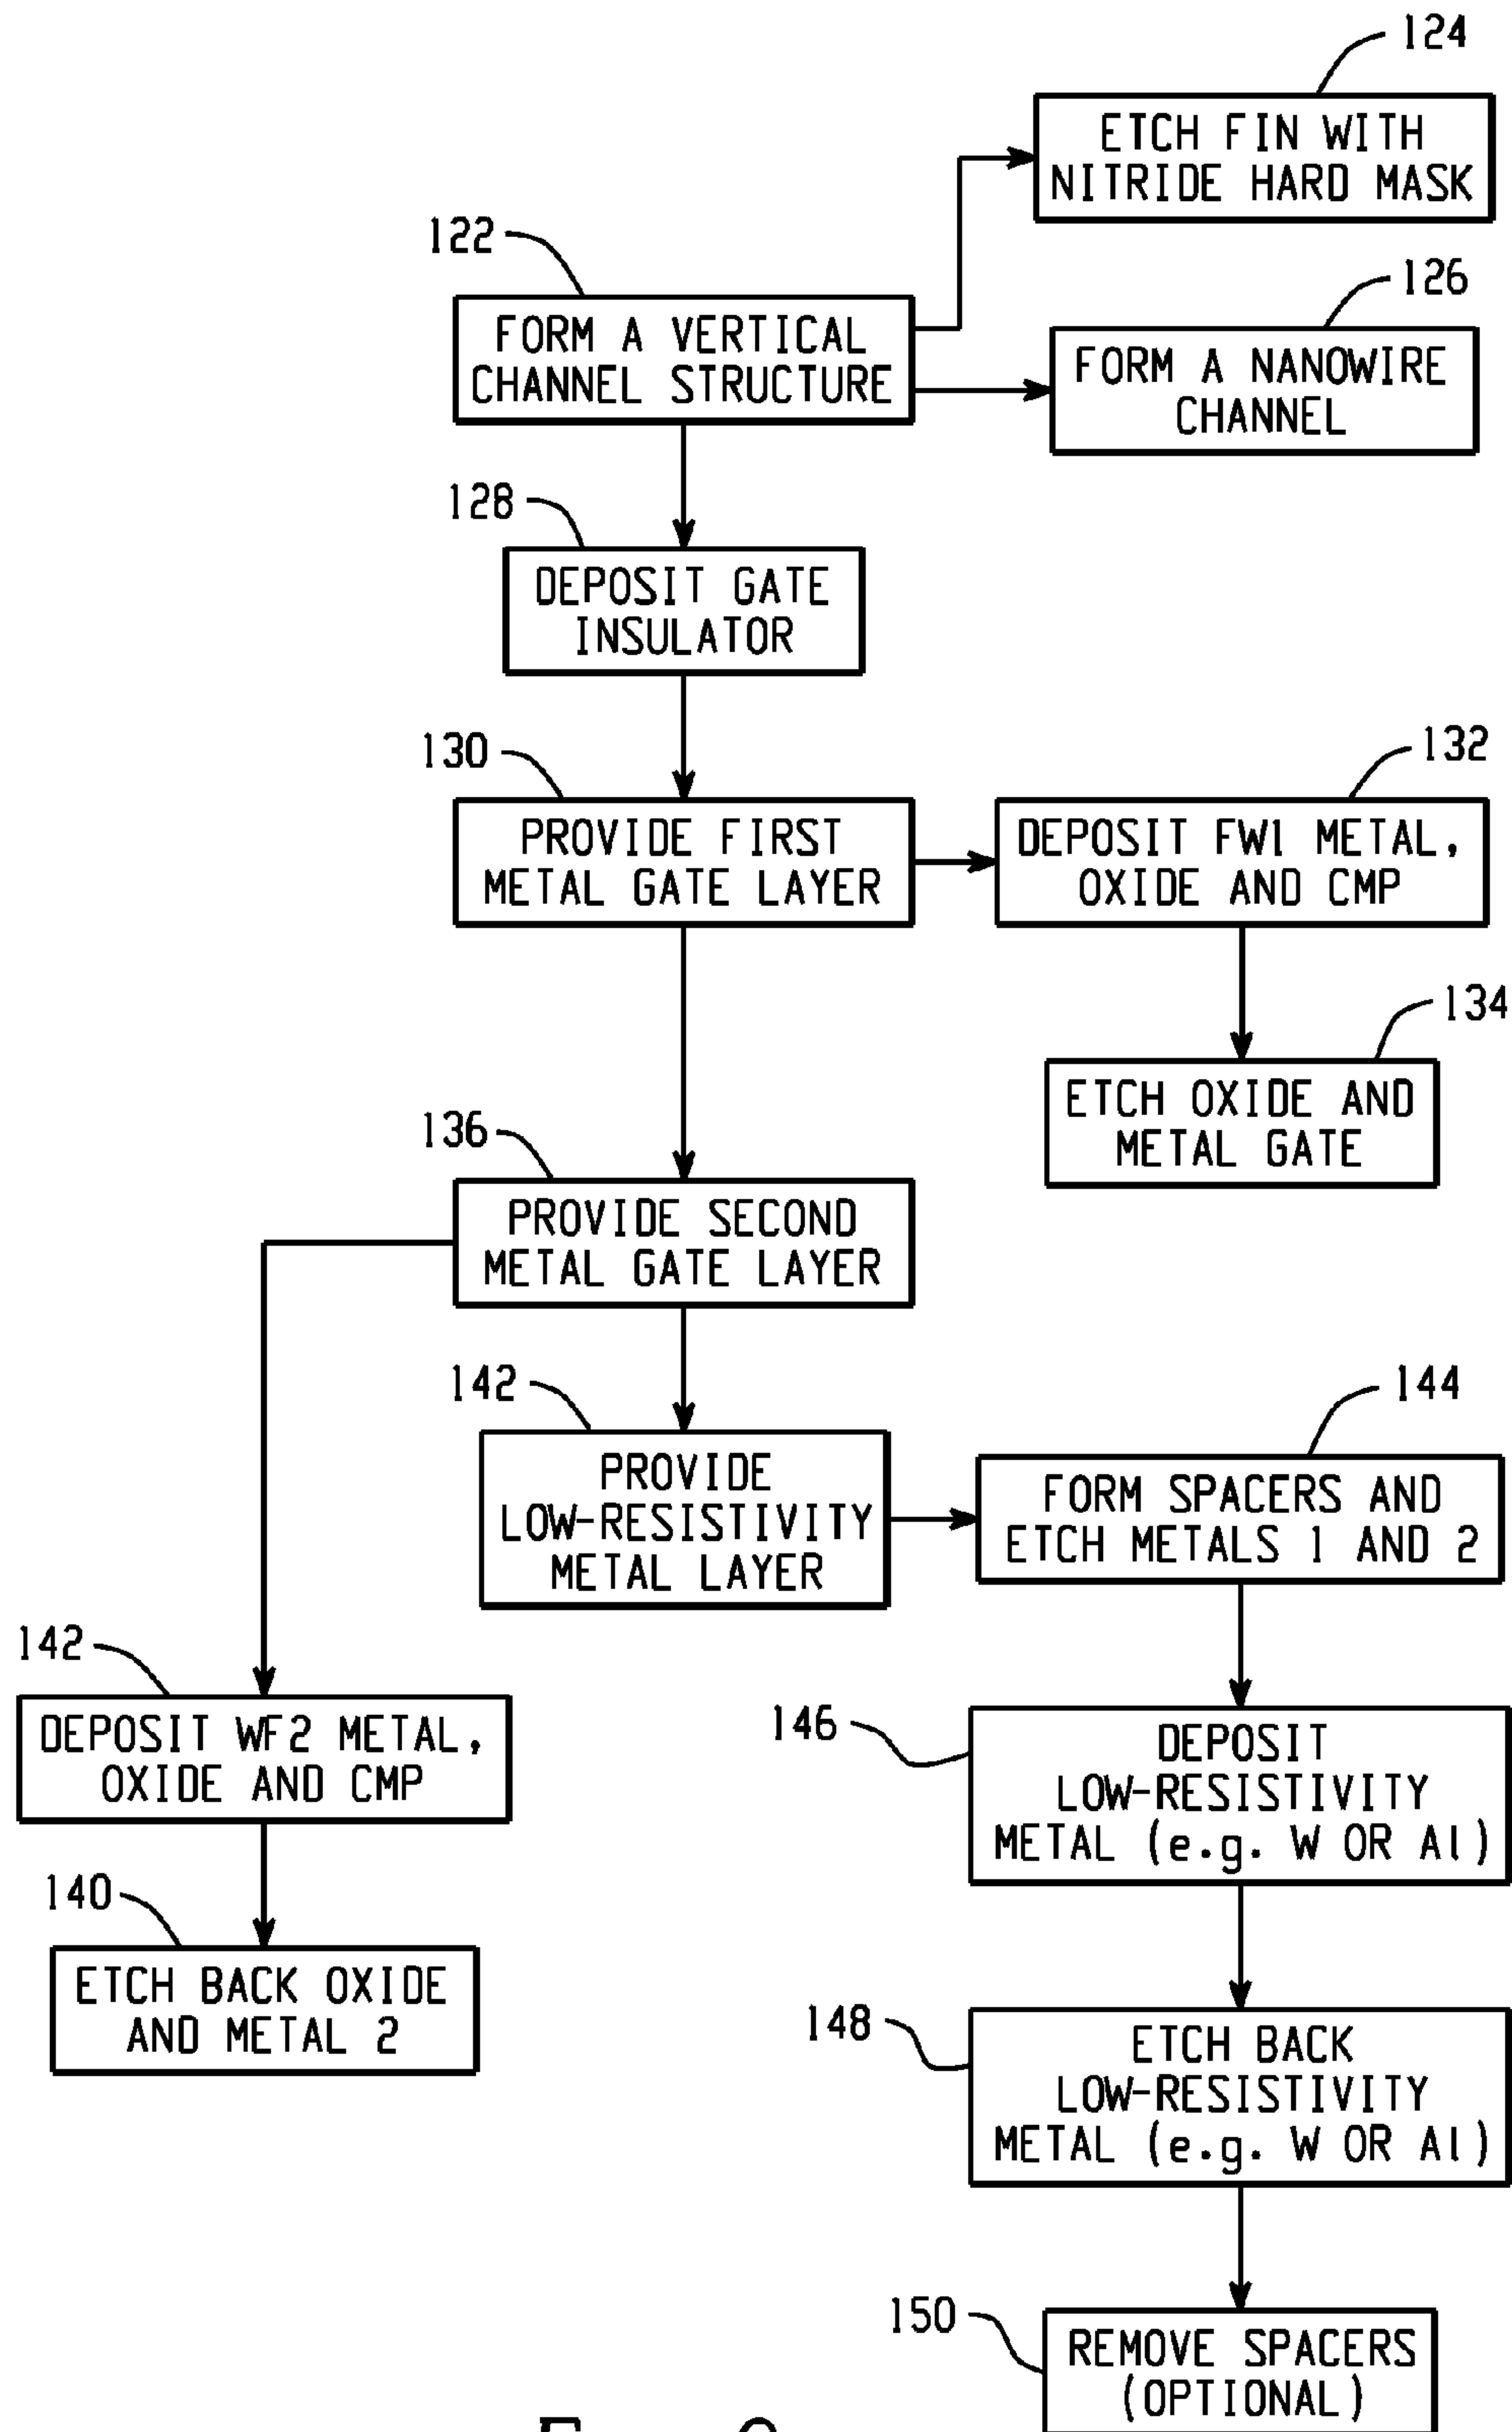 124
ETCH FIN WITH
NITRIDE HARD MASK
122
FORM A VERTICAL
CHANNEL STRUCTURE
126
FORM A NANOWIRE
CHANNEL
128
DEPOSIT GATE
INSULATOR
130
PROVIDE FIRST
METAL GATE LAYER
132
DEPOSIT FW1 METAL,
OXIDE AND CMP
134
ETCH OXIDE AND
METAL GATE
136
PROVIDE SECOND
METAL GATE LAYER
142
PROVIDE
LOW-RESISTIVITY
METAL LAYER
144
FORM SPACERS AND
ETCH METALS 1 AND 2
142
DEPOSIT WF2 METAL,
OXIDE AND CMP
146
DEPOSIT
LOW-RESISTIVITY
METAL (e.g. W OR Al)
140
ETCH BACK OXIDE
AND METAL 2
148
ETCH BACK
LOW-RESISTIVITY
METAL (e.g. W OR Al)
150
REMOVE SPACERS
(OPTIONAL)